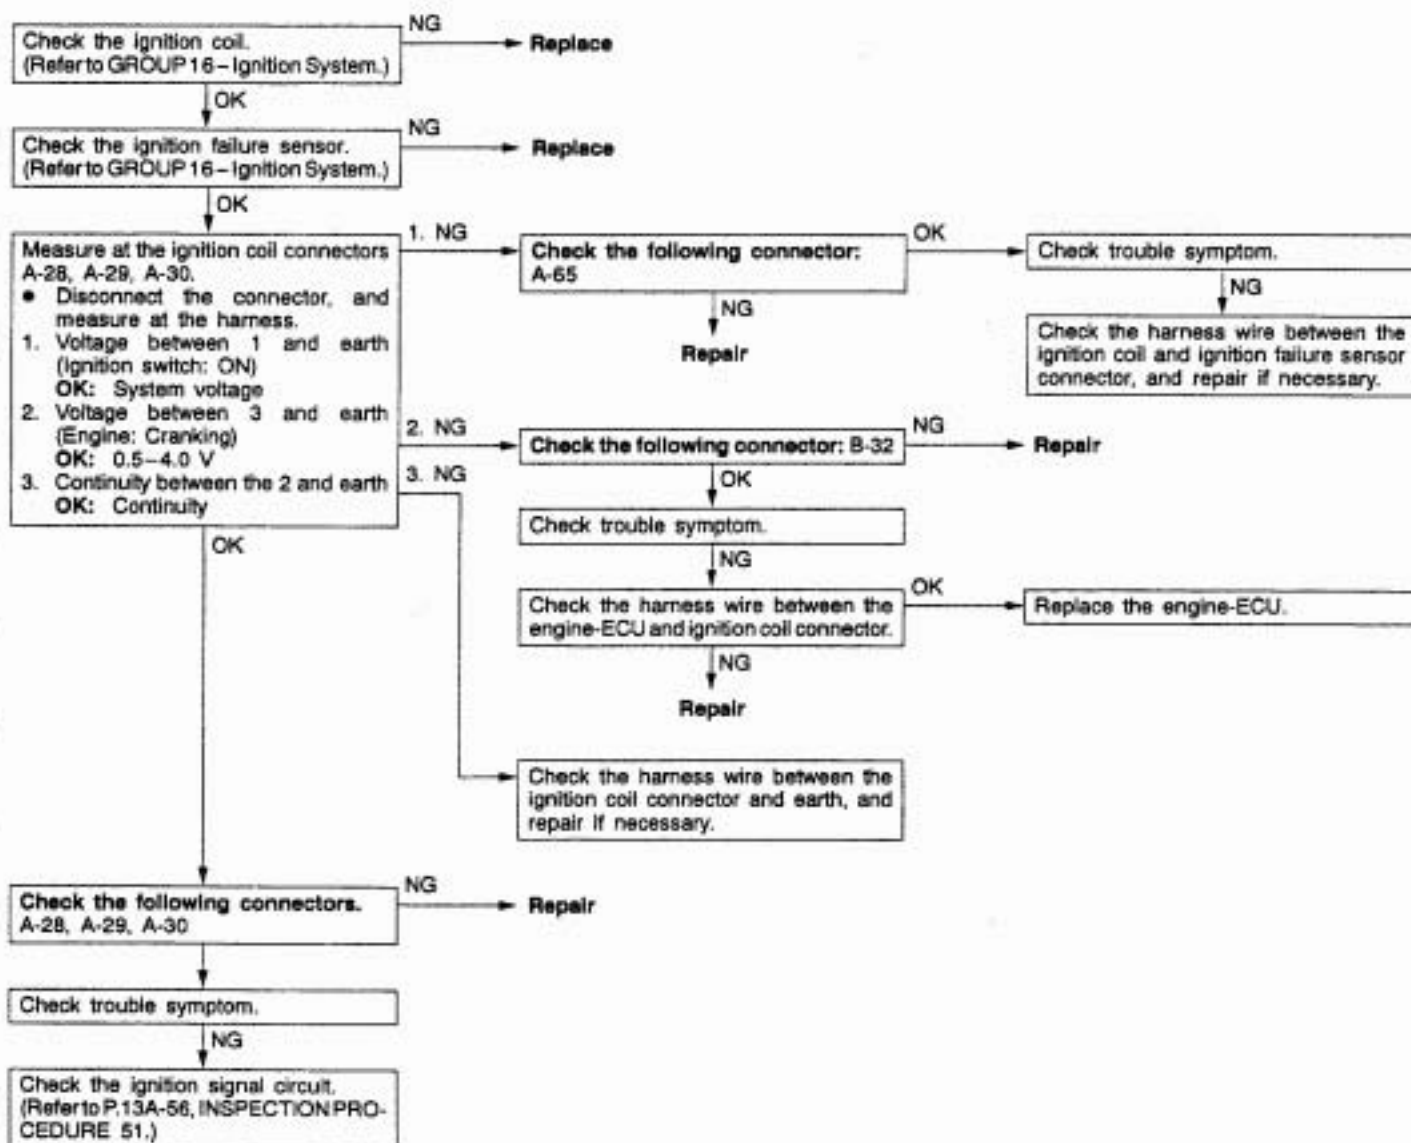 Check the ignition coil.
(Refer to GROUP 16 – Ignition System.)
NG
Replace
OK
Check the ignition failure sensor.
(Refer to GROUP 16 – Ignition System.)
NG
Replace
OK
Measure at the ignition coil connectors
A-28, A-29, A-30.
● Disconnect the connector, and
measure at the harness.
1. Voltage between 1 and earth
(Ignition switch: ON)
OK: System voltage
2. Voltage between 3 and earth
(Engine: Cranking)
OK: 0.5–4.0 V
3. Continuity between the 2 and earth
OK: Continuity
1. NG
Check the following connector:
A-65
OK
Check trouble symptom.
NG
Check the harness wire between the
ignition coil and ignition failure sensor
connector, and repair if necessary.
NG
Repair
2. NG
Check the following connector: B-32
NG
Repair
OK
Check trouble symptom.
NG
Check the harness wire between the
engine-ECU and ignition coil connector.
OK
Replace the engine-ECU.
NG
Repair
3. NG
Check the harness wire between the
ignition coil connector and earth, and
repair if necessary.
OK
Check the following connectors.
A-28, A-29, A-30
NG
Repair
Check trouble symptom.
NG
Check the ignition signal circuit.
(Refer to P.13A-56, INSPECTION PRO-
CEDURE 51.)